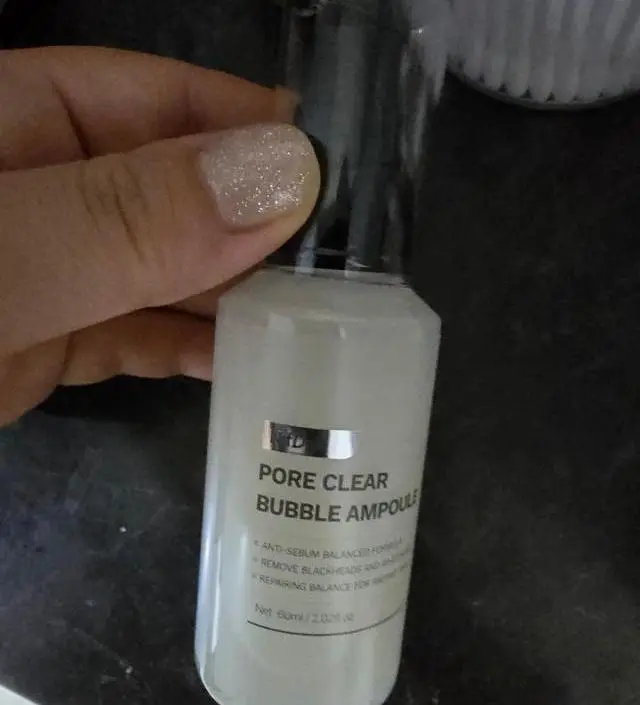 PORE CLEAR
BUBBLE AMPOULE
* ANTI-SEBUM BALANCED FORMULA
* REMOVE BLACKHEADS AND
* REPAIRING BALANCE FOR
Net. 60ml / 2.02fl oz